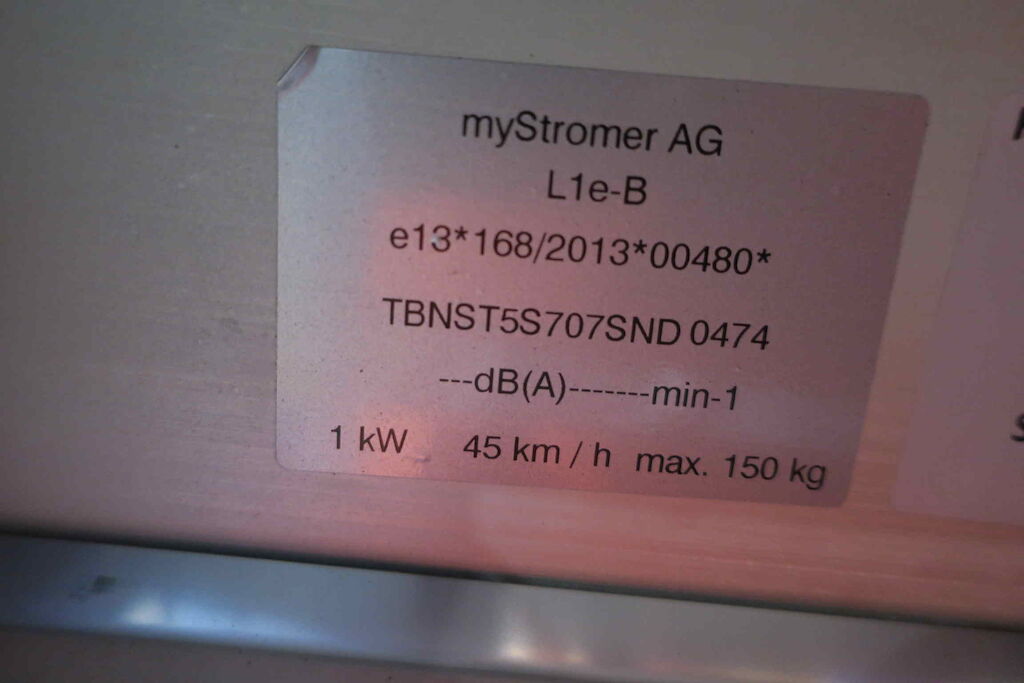 myStromer AG
L1e-B
e13*168/2013*00480*
TBNST5S707SND 0474
---dB(A)-------min-1
1 kW 45 km / h max. 150 kg